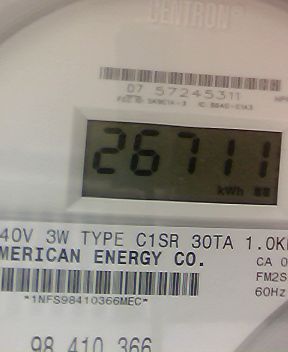 CENTRON
07 57245311
26711
kWh
40V 3W TYPE C1SR 30TA 1.0K
MERICAN ENERGY CO.
CA 0
FM2S
60Hz
*1NFS98410366MEC*
98 410 366